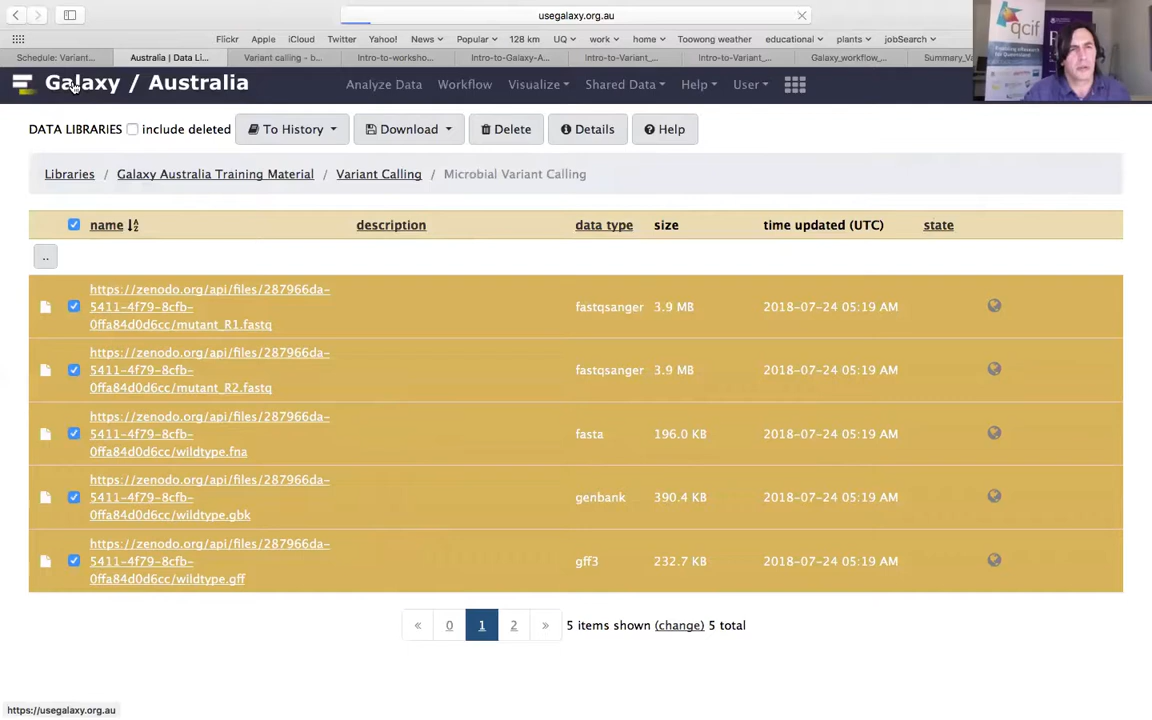 usegalaxy.org.au
Flickr Apple iCloud Twitter Yahoo! News Popular 128 km UQ work home Toowong weather educational plants jobSearch
Schedule: Variant... Australia | Data Li... Variant calling - b... Intro-to-worksho... Intro-to-Galaxy-A... Intro-to-Variant_... Intro-to-Variant_... Galaxy_workflow_... Summary_Va
Galaxy / Australia Analyze Data Workflow Visualize Shared Data Help User
DATA LIBRARIES include deleted To History Download Delete Details Help
Libraries / Galaxy Australia Training Material / Variant Calling / Microbial Variant Calling
name description data type size time updated (UTC) state
..
https://zenodo.org/api/files/287966da-
5411-4f79-8cfb- fastqsanger 3.9 MB 2018-07-24 05:19 AM
0ffa84d0d6cc/mutant_R1.fastq
https://zenodo.org/api/files/287966da-
5411-4f79-8cfb- fastqsanger 3.9 MB 2018-07-24 05:19 AM
0ffa84d0d6cc/mutant_R2.fastq
https://zenodo.org/api/files/287966da-
5411-4f79-8cfb- fasta 196.0 KB 2018-07-24 05:19 AM
0ffa84d0d6cc/wildtype.fna
https://zenodo.org/api/files/287966da-
5411-4f79-8cfb- genbank 390.4 KB 2018-07-24 05:19 AM
0ffa84d0d6cc/wildtype.gbk
https://zenodo.org/api/files/287966da-
5411-4f79-8cfb- gff3 232.7 KB 2018-07-24 05:19 AM
0ffa84d0d6cc/wildtype.gff
« 0 1 2 » 5 items shown (change) 5 total
https://usegalaxy.org.au
qcif